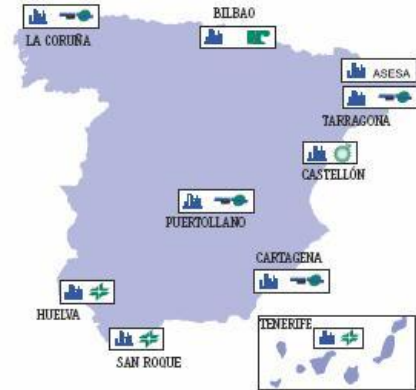 BILBAO
LA CORUÑA
ASESA
TARRAGONA
CASTELLÓN
PUERTOLLANO
CARTAGENA
HUELVA
TENERIFE
SAN ROQUE